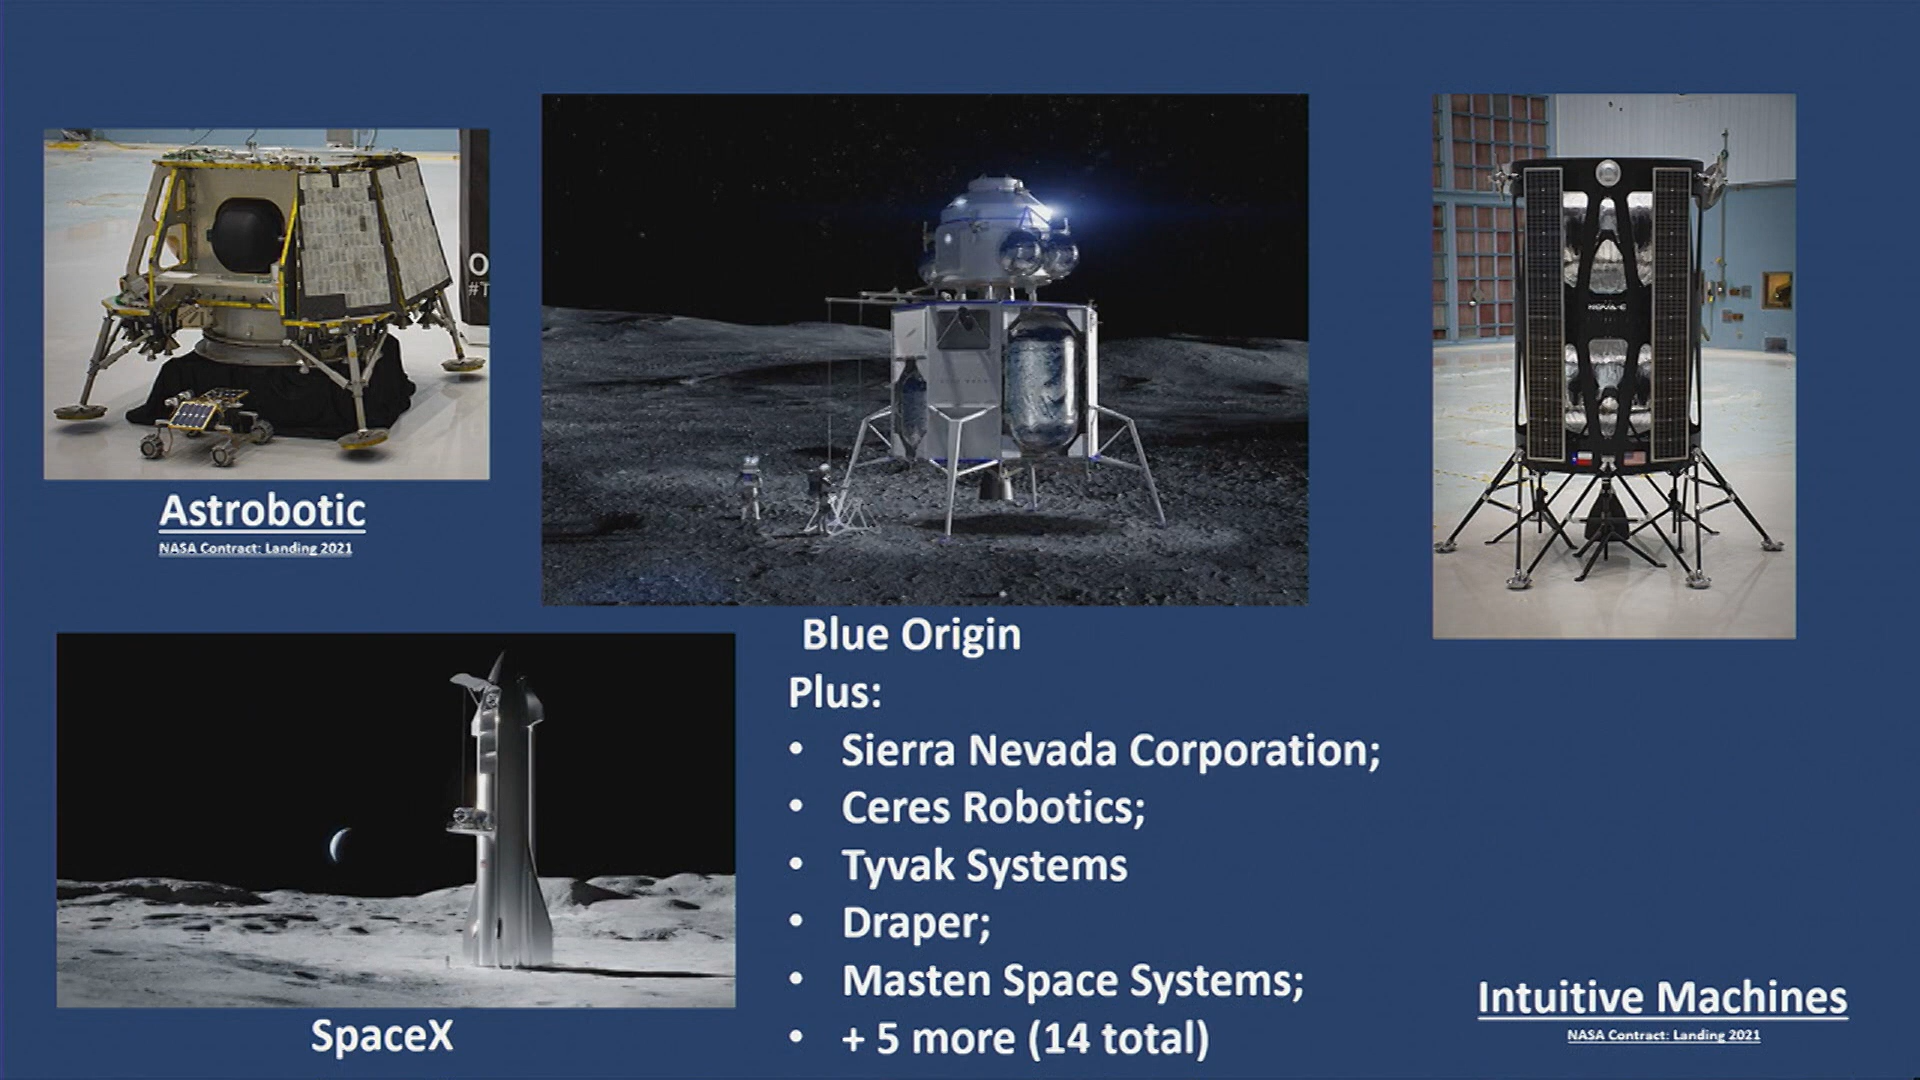 O
#T
NOVA-C
Astrobotic
NASA Contract: Landing 2021
Blue Origin
Plus:
• Sierra Nevada Corporation;
• Ceres Robotics;
• Tyvak Systems
• Draper;
• Masten Space Systems;
• + 5 more (14 total)
SpaceX
Intuitive Machines
NASA Contract: Landing 2021